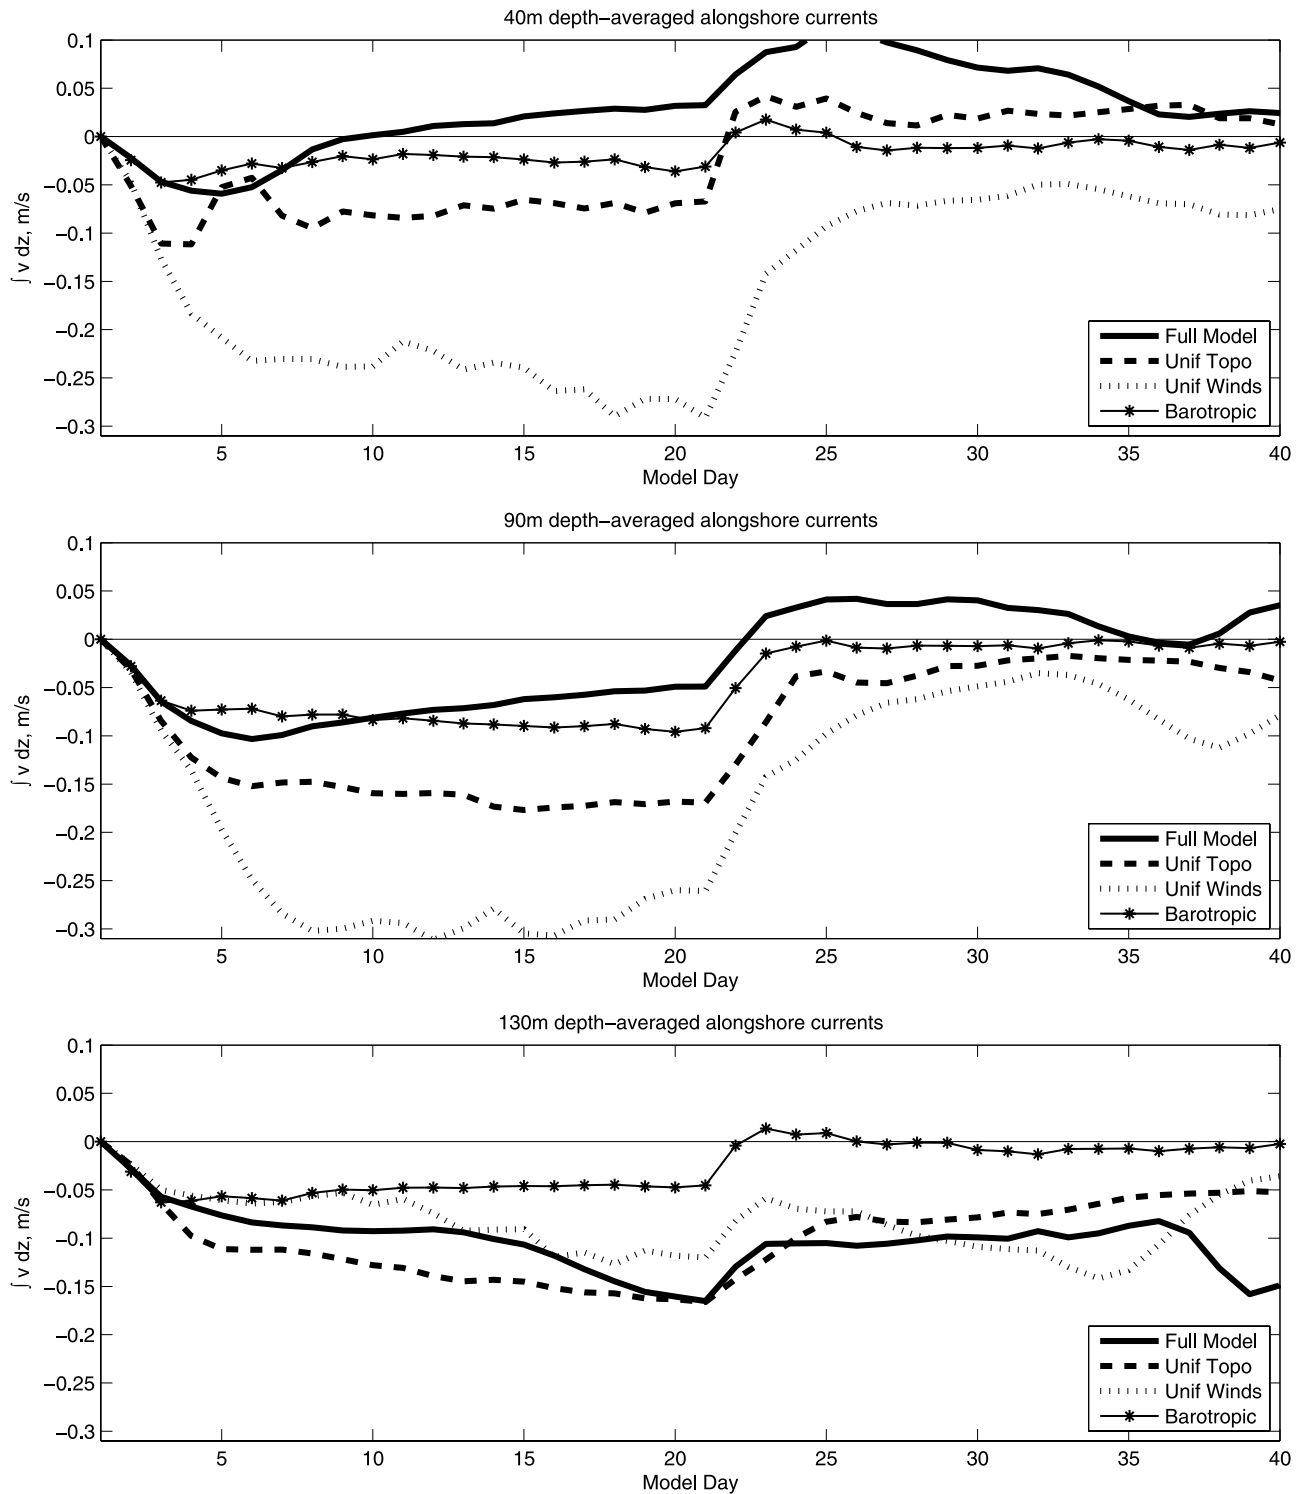 40m depth−averaged alongshore currents
0.1
0.05
0
−0.05
−0.1
−0.15
−0.2
−0.25
−0.3
∫ v dz, m/s
Full Model
Unif Topo
Unif Winds
Barotropic
5 10 15 20 25 30 35 40
Model Day
90m depth−averaged alongshore currents
0.1
0.05
0
−0.05
−0.1
−0.15
−0.2
−0.25
−0.3
∫ v dz, m/s
Full Model
Unif Topo
Unif Winds
Barotropic
5 10 15 20 25 30 35 40
Model Day
130m depth−averaged alongshore currents
0.1
0.05
0
−0.05
−0.1
−0.15
−0.2
−0.25
−0.3
∫ v dz, m/s
Full Model
Unif Topo
Unif Winds
Barotropic
5 10 15 20 25 30 35 40
Model Day